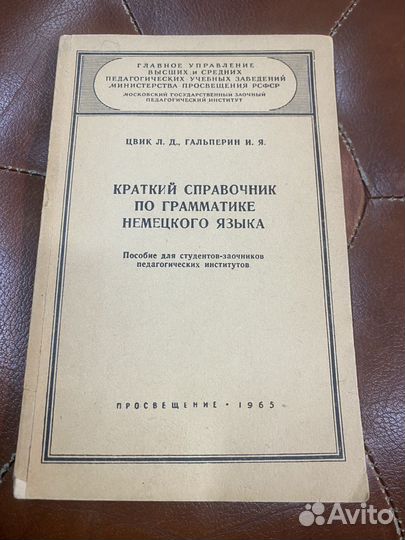 ГЛАВНОЕ УПРАВЛЕНИЕ
ВЫСШИХ и СРЕДНИХ
ПЕДАГОГИЧЕСКИХ УЧЕБНЫХ ЗАВЕДЕНИЙ
МИНИСТЕРСТВА ПРОСВЕЩЕНИЯ РСФСР
МОСКОВСКИЙ ГОСУДАРСТВЕННЫЙ ЗАОЧНЫЙ
ПЕДАГОГИЧЕСКИЙ ИНСТИТУТ
ЦВИК Л. Д., ГАЛЬПЕРИН И. Я.
КРАТКИЙ СПРАВОЧНИК
ПО ГРАММАТИКЕ
НЕМЕЦКОГО ЯЗЫКА
Пособие для студентов-заочников
педагогических институтов
ПРОСВЕЩЕНИЕ • 1965
Avito